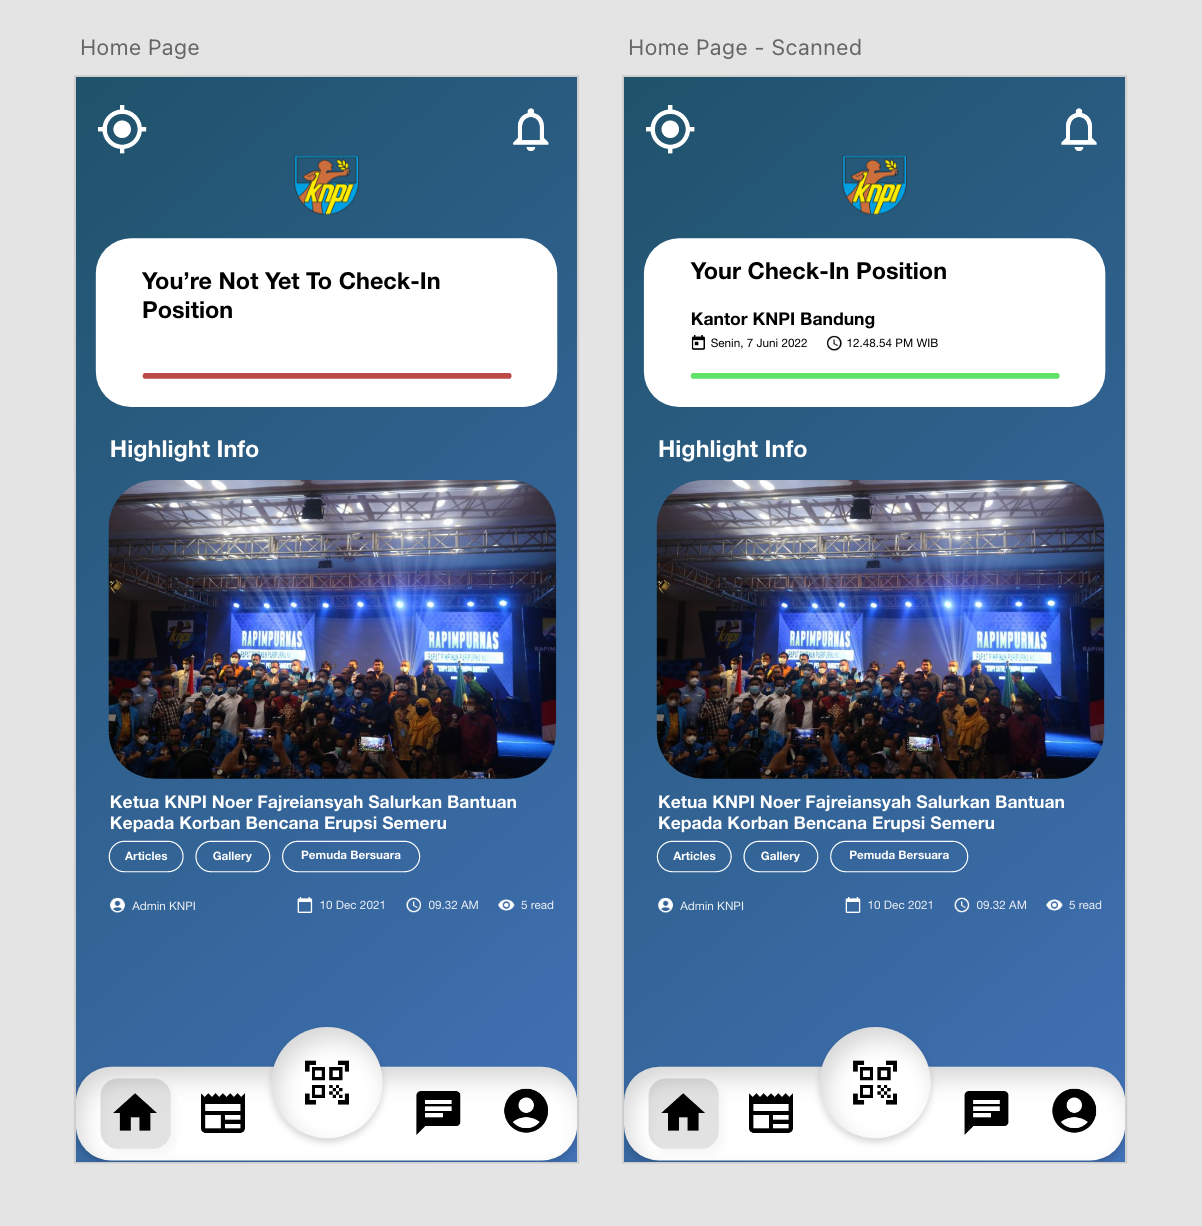 Home Page
knpi
You’re Not Yet To Check-In
Position
Highlight Info
knpi
RAPIMPURNAS
RAPIMPURNAS
Ketua KNPI Noer Fajreiansyah Salurkan Bantuan
Kepada Korban Bencana Erupsi Semeru
Articles Gallery Pemuda Bersuara
Admin KNPI 10 Dec 2021 09.32 AM 5 read
Home Page - Scanned
knpi
Your Check-In Position
Kantor KNPI Bandung
Senin, 7 Juni 2022 12.48.54 PM WIB
Highlight Info
knpi
RAPIMPURNAS
RAPIMPURNAS
Ketua KNPI Noer Fajreiansyah Salurkan Bantuan
Kepada Korban Bencana Erupsi Semeru
Articles Gallery Pemuda Bersuara
Admin KNPI 10 Dec 2021 09.32 AM 5 read